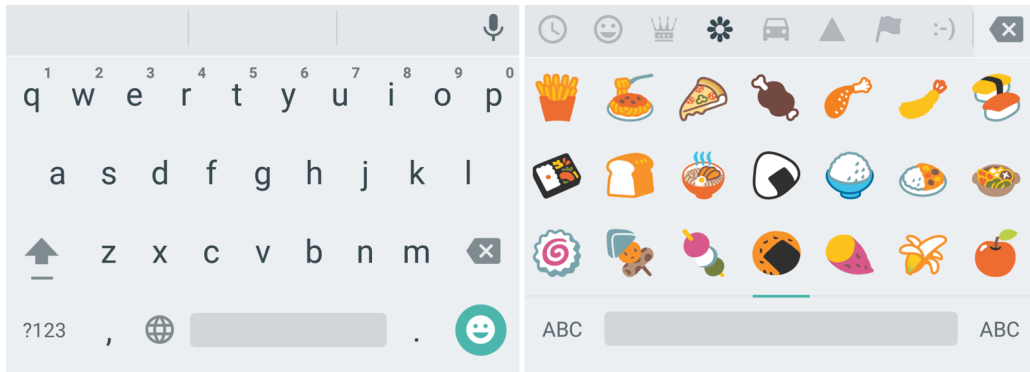 1 2 3 4 5 6 7 8 9 0
q w e r t y u i o p
a s d f g h j k l
z x c v b n m
?123 , .
:-)
ABC ABC